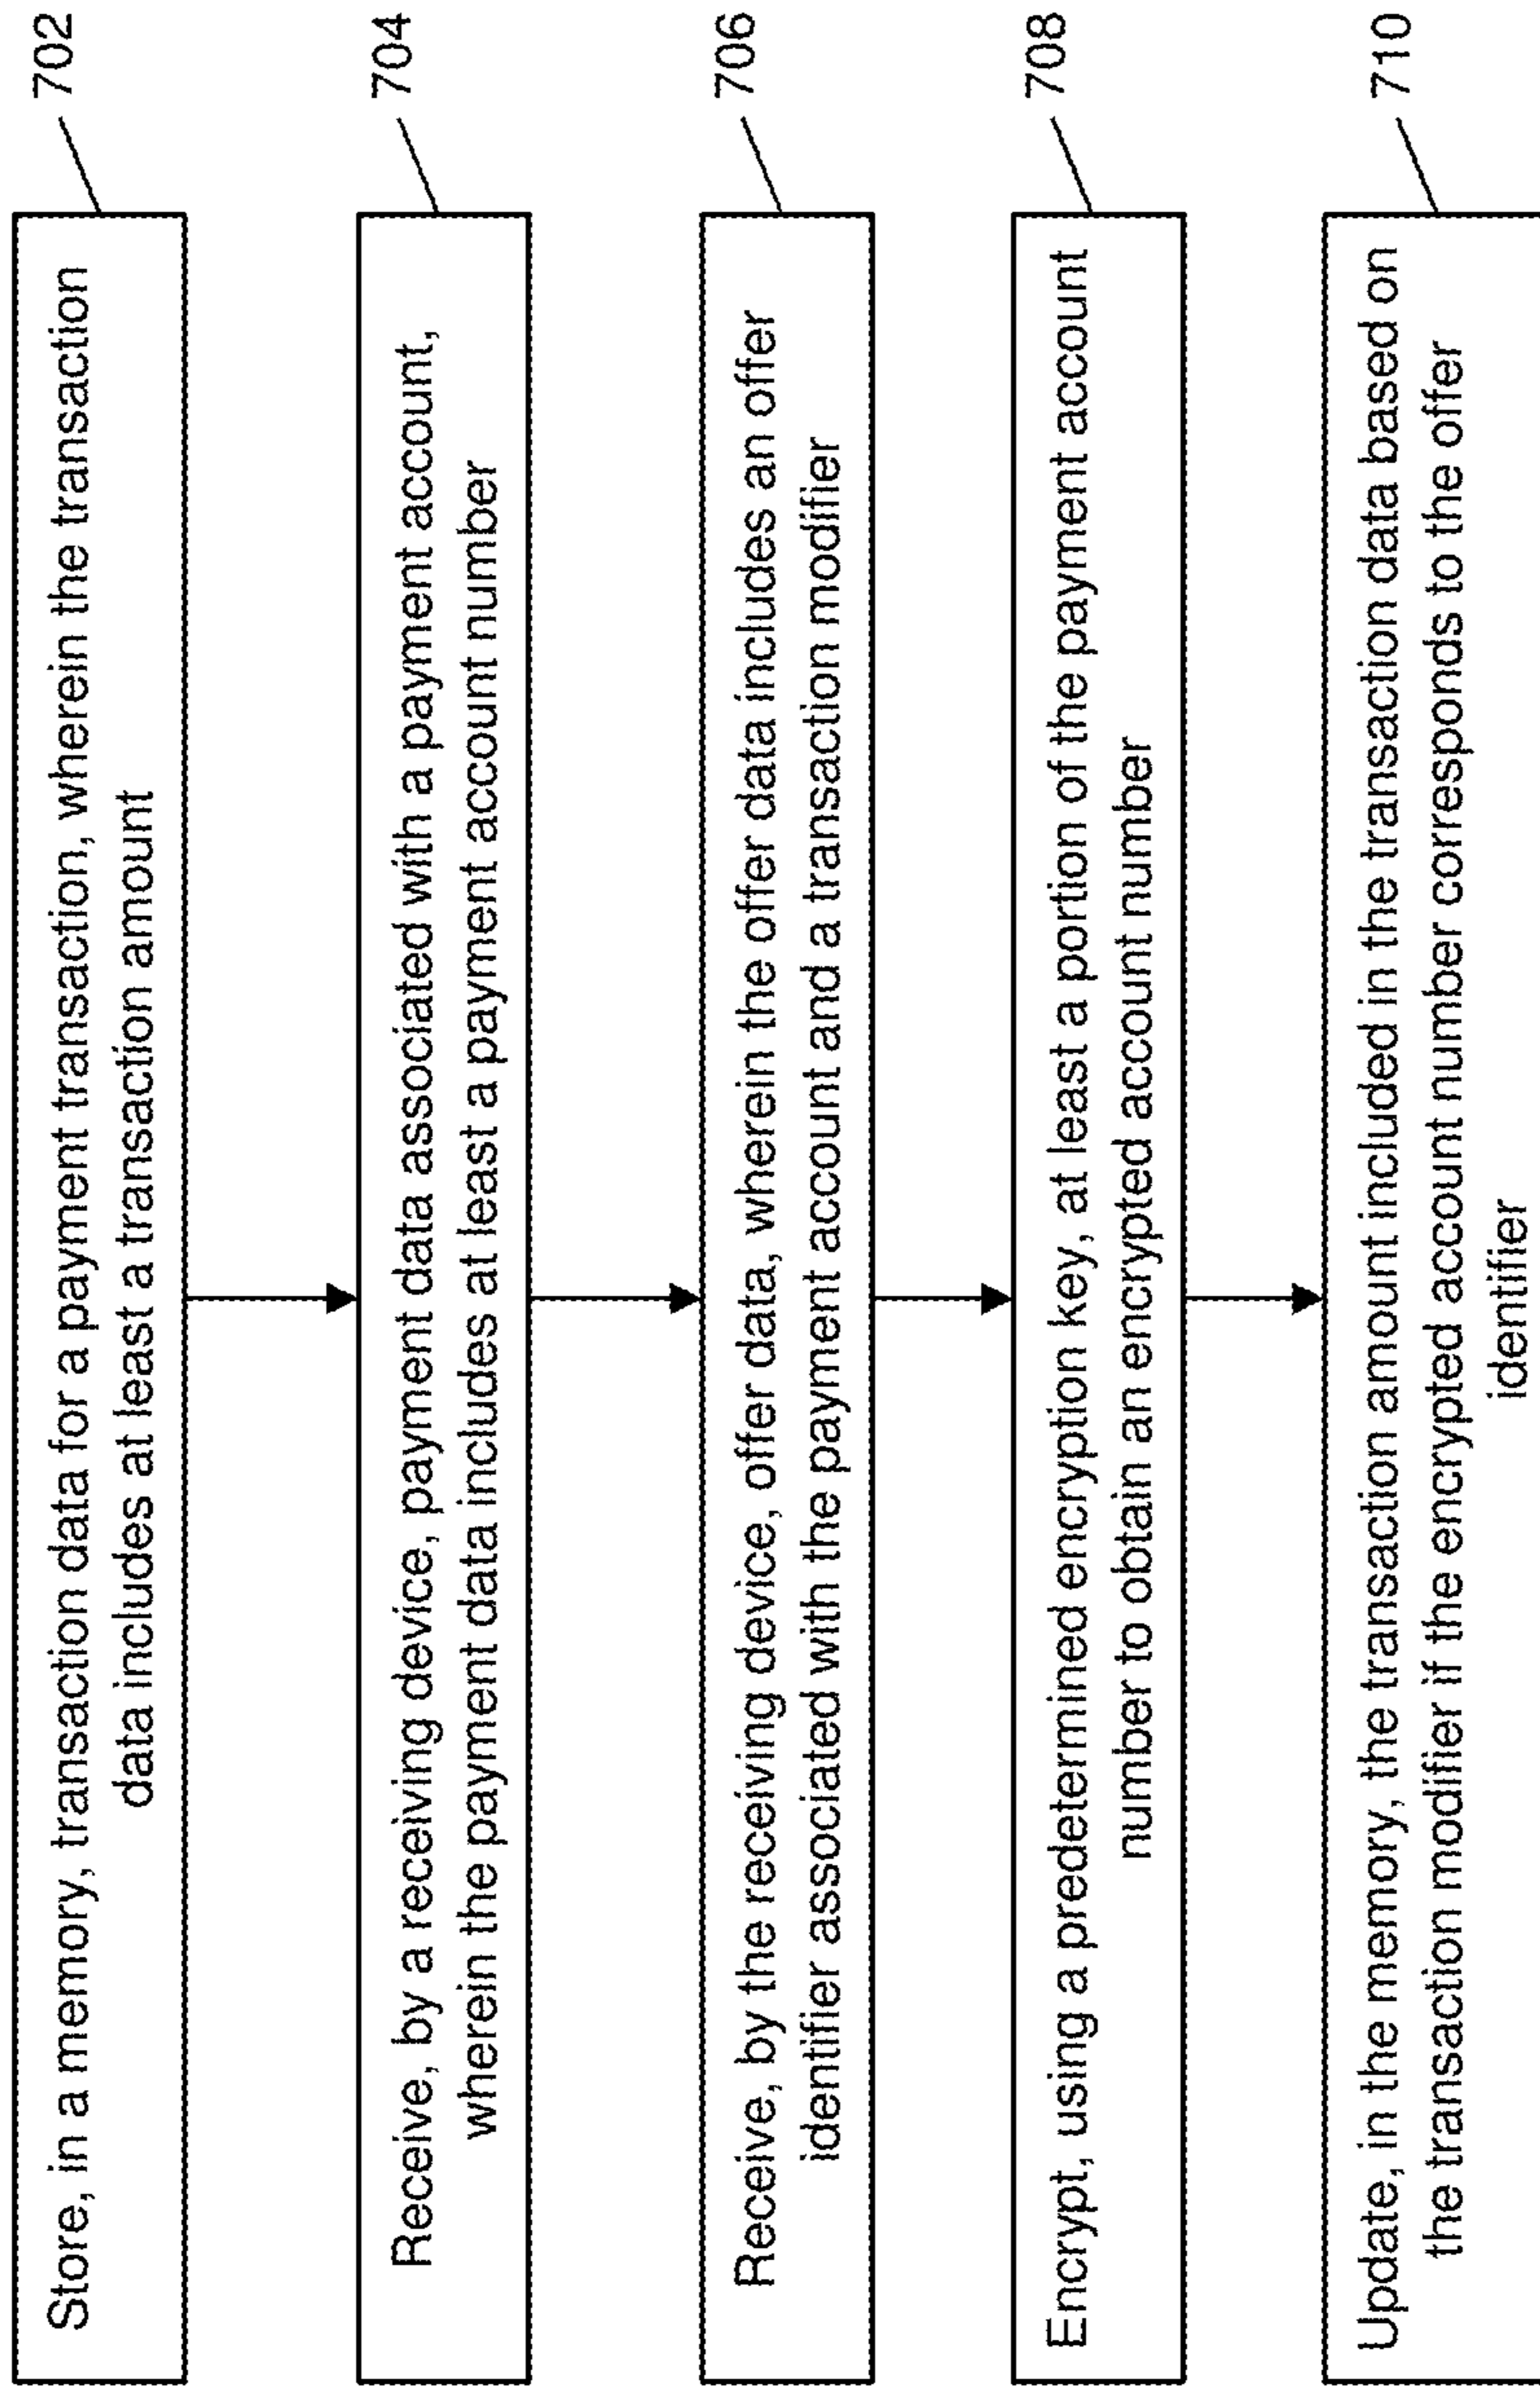 Store, in a memory, transaction data for a payment transaction, wherein the transaction
data includes at least a transaction amount
702
Receive, by a receiving device, payment data associated with a payment account,
wherein the payment data includes at least a payment account number
704
Receive, by the receiving device, offer data, wherein the offer data includes an offer
identifier associated with the payment account and a transaction modifier
706
Encrypt, using a predetermined encryption key, at least a portion of the payment account
number to obtain an encrypted account number
708
Update, in the memory, the transaction amount included in the transaction data based on
the transaction modifier if the encrypted account number corresponds to the offer
identifier
710